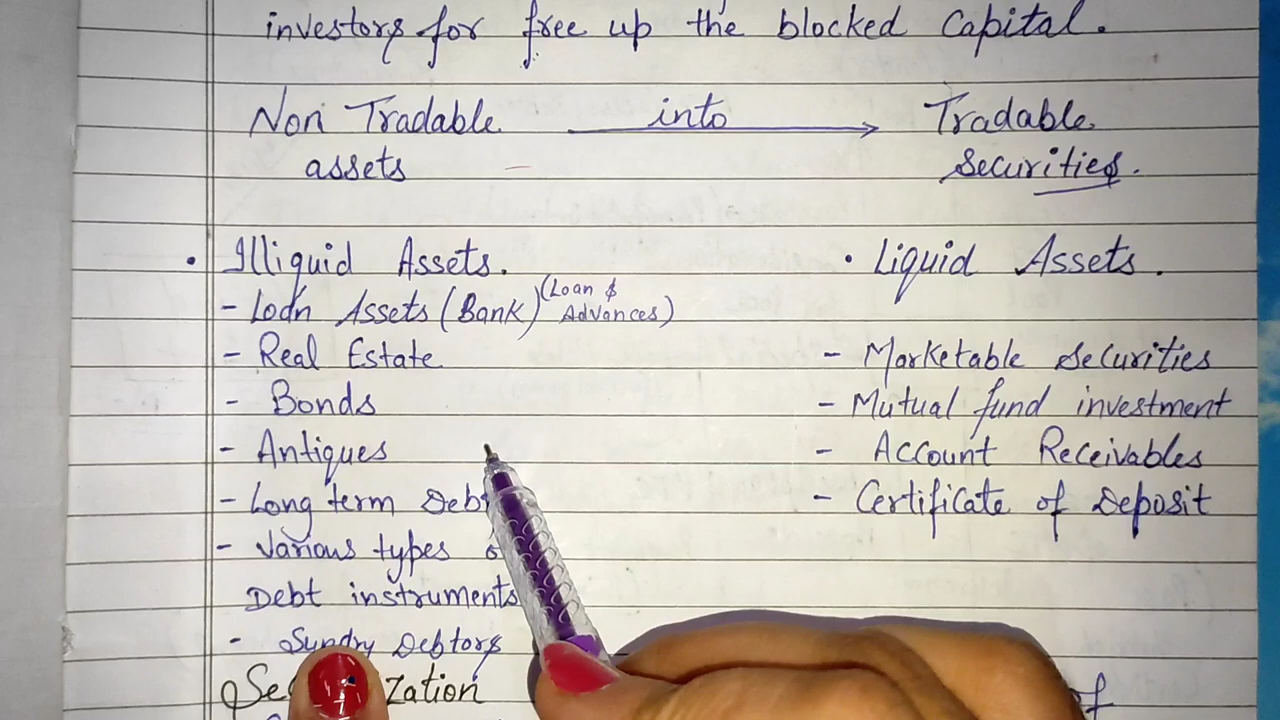 investors for free up the blocked Capital.
Non Tradable into Tradable
assets securities.
• Illiquid Assets. • Liquid Assets.
- Loan Assets (Bank) (Loan &
Advances)
- Real Estate - Marketable Securities
- Bonds - Mutual fund investment
- Antiques - Account Receivables
- Long term - Certificate of Deposit
- Various types
Debt instruments
- Sundry Debtors